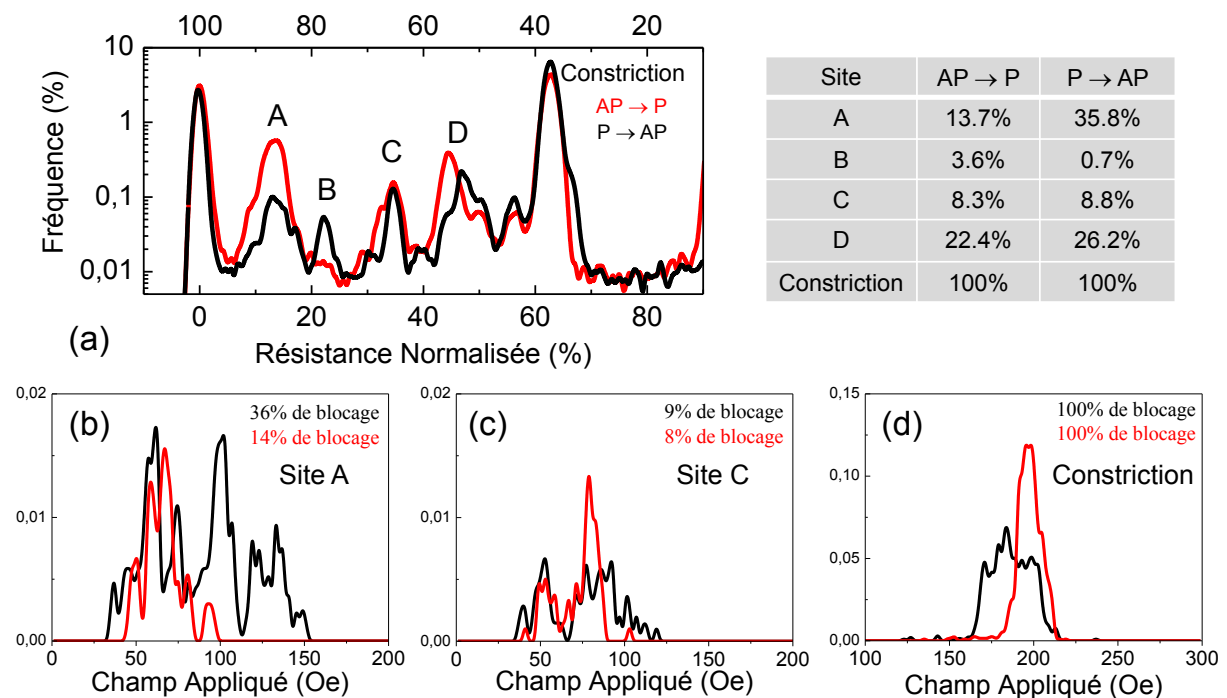 100 80 60 40 20
10
1
0,1
0,01
Fréquence (%)
A
B
C
D
Constriction
AP → P
P → AP
0 20 40 60 80
Résistance Normalisée (%)
(a)
Site AP → P P → AP
A 13.7% 35.8%
B 3.6% 0.7%
C 8.3% 8.8%
D 22.4% 26.2%
Constriction 100% 100%
0,02
0,01
0,00
(b)
36% de blocage
14% de blocage
Site A
0 50 100 150 200
Champ Appliqué (Oe)
0,02
0,01
0,00
(c)
9% de blocage
8% de blocage
Site C
0 50 100 150 200
Champ Appliqué (Oe)
0,15
0,10
0,05
0,00
(d)
100% de blocage
100% de blocage
Constriction
100 150 200 250 300
Champ Appliqué (Oe)